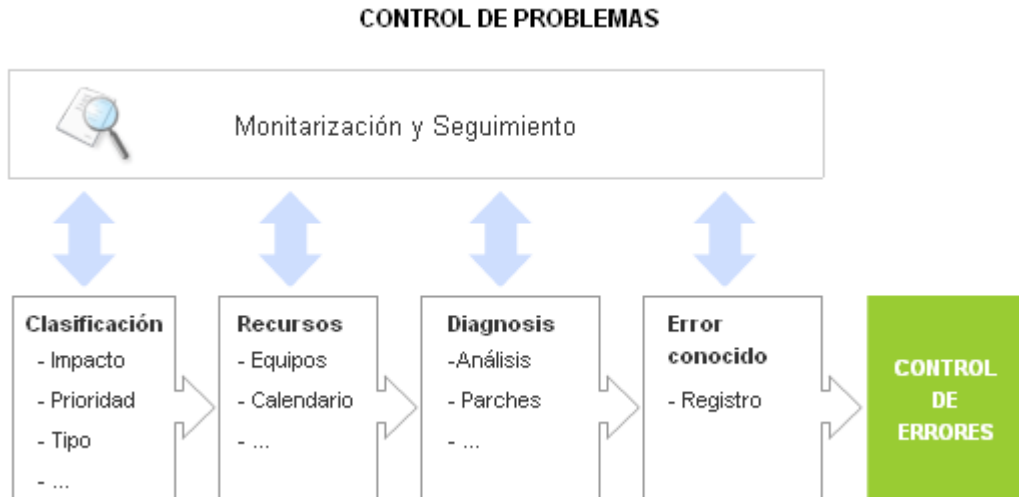 CONTROL DE PROBLEMAS
Monitarización y Seguimiento
Clasificación
- Impacto
- Prioridad
- Tipo
- ...
Recursos
- Equipos
- Calendario
- ...
Diagnosis
-Análisis
- Parches
- ...
Error
conocido
- Registro
CONTROL
DE
ERRORES